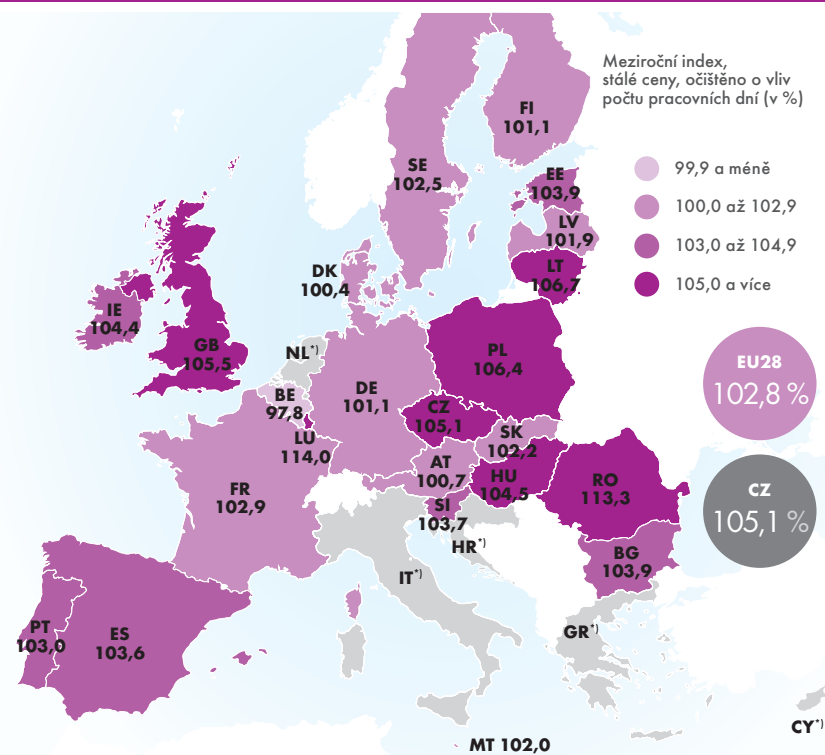 Meziroční index,
stálé ceny, očištěno o vliv
počtu pracovních dní (v %)
99,9 a méně
100,0 až 102,9
103,0 až 104,9
105,0 a více
FI
101,1
SE
102,5
EE
103,9
LV
101,9
LT
106,7
DK
100,4
IE
104,4
GB
105,5
NL*)
PL
106,4
EU28
102,8 %
DE
101,1
BE
97,8
CZ
105,1
LU
114,0
SK
102,2
AT
100,7
HU
104,5
RO
113,3
CZ
105,1 %
FR
102,9
SI
103,7
HR*)
BG
103,9
IT*)
PT
103,0
ES
103,6
GR*)
CY*)
MT 102,0